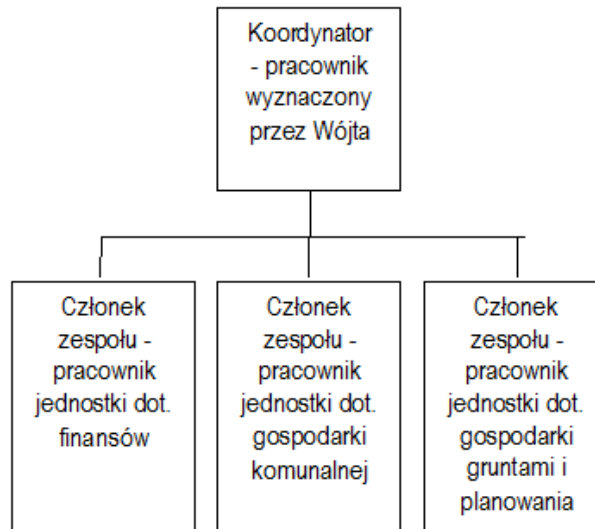 Koordynator
- pracownik
wyznaczony
przez Wójta
Członek
zespołu -
pracownik
jednostki dot.
finansów
Członek
zespołu -
pracownik
jednostki dot.
gospodarki
komunalnej
Członek
zespołu -
pracownik
jednostki dot.
gospodarki
gruntami i
planowania